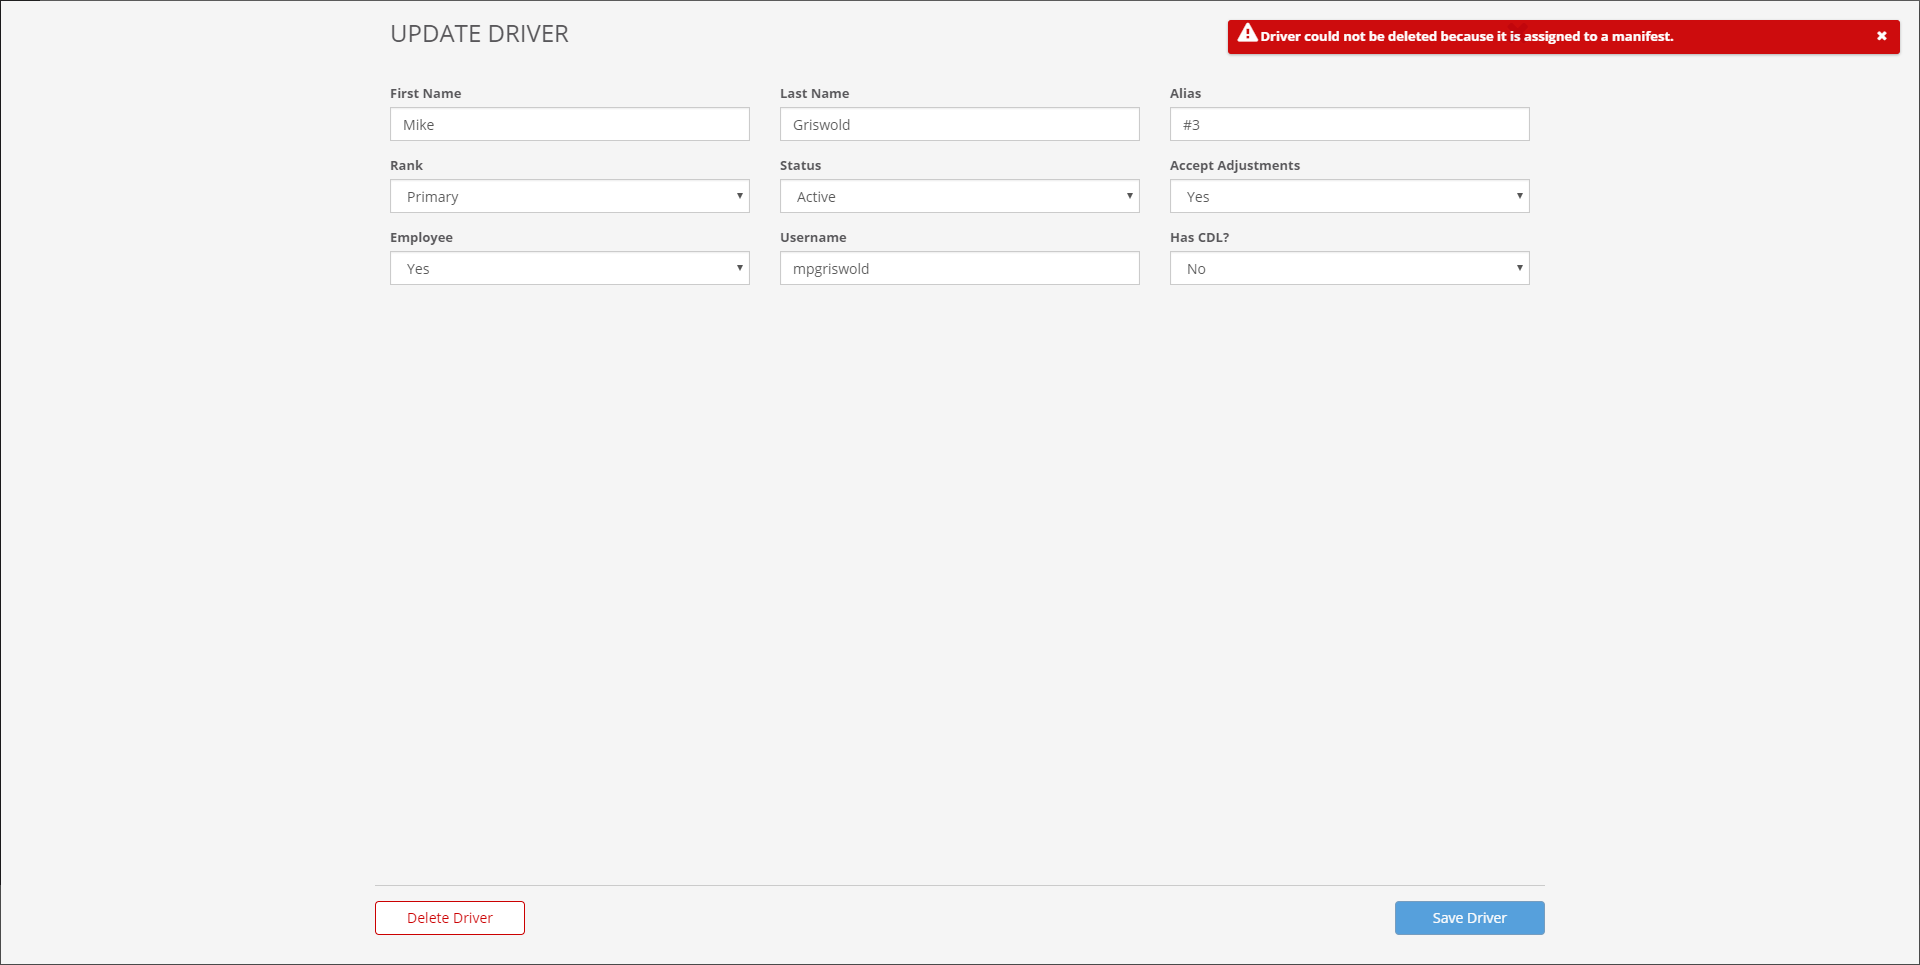 UPDATE DRIVER
Driver could not be deleted because it is assigned to a manifest.
First Name
Last Name
Alias
Mike
Griswold
#3
Rank
Status
Accept Adjustments
Primary
Active
Yes
Employee
Username
Has CDL?
Yes
mpgriswold
No
Delete Driver
Save Driver